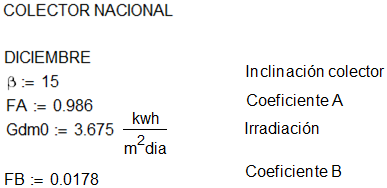 COLECTOR NACIONAL
DICIEMBRE
β := 15 Inclinación colector
FA := 0.986 Coeficiente A
Gdm0 := 3.675 kwh/m²dia Irradiación
FB := 0.0178 Coeficiente B